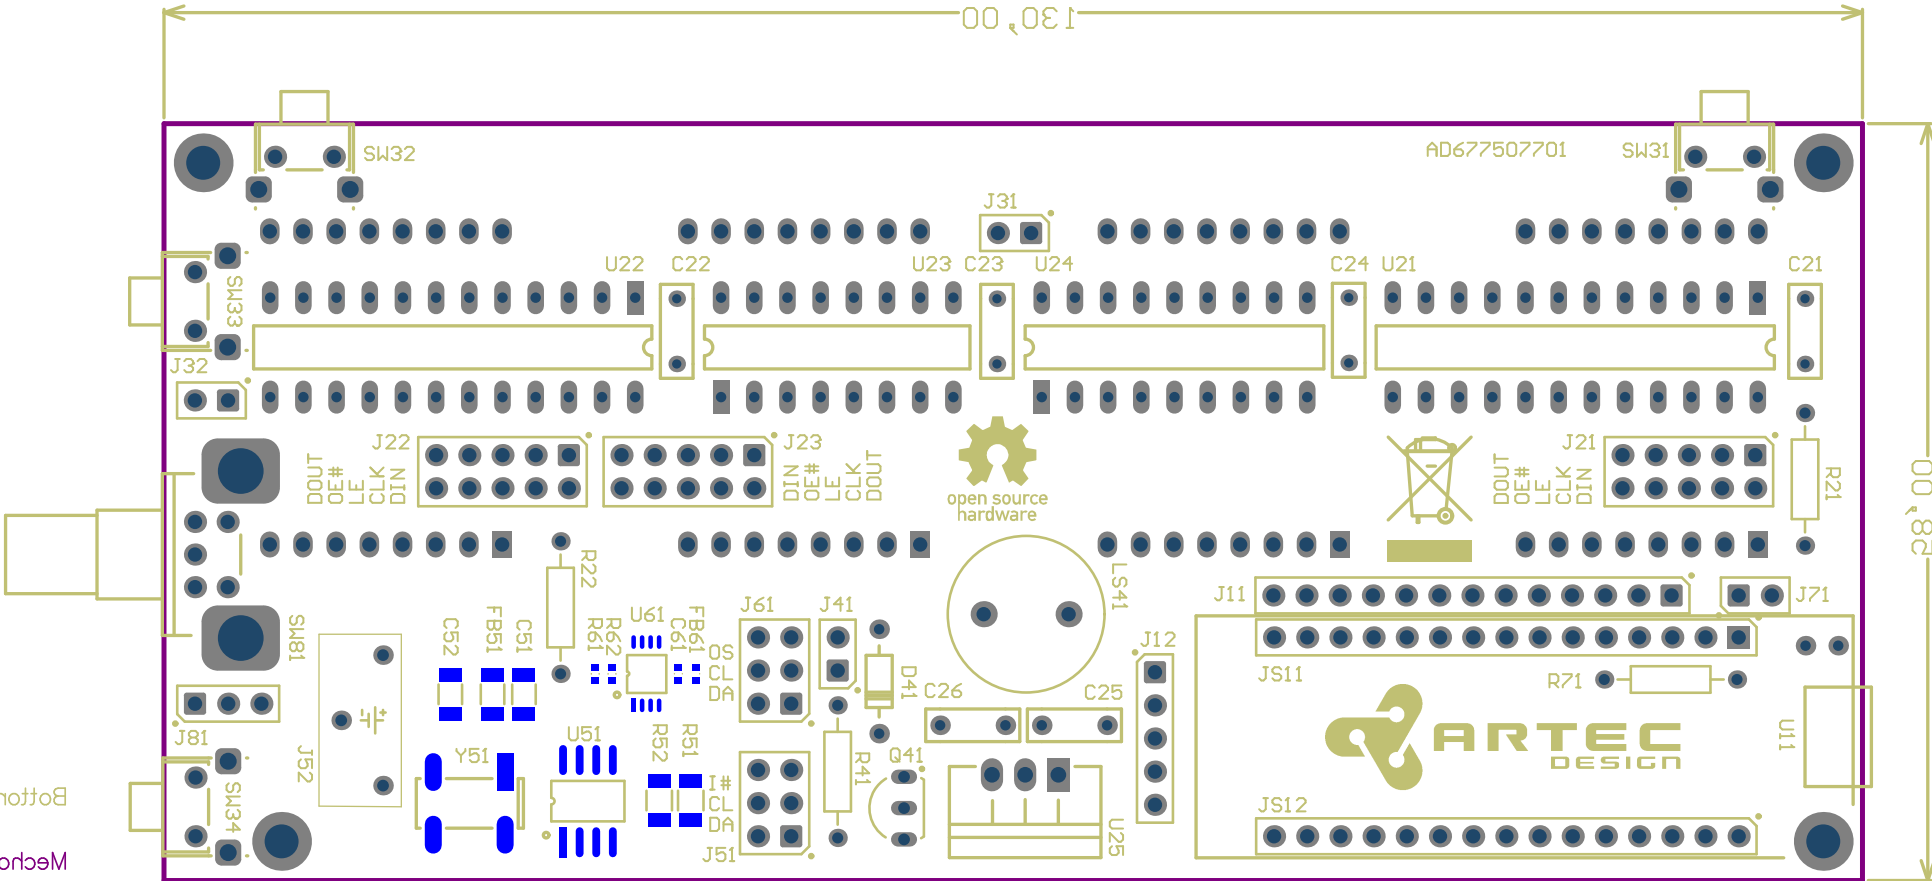 130,00
SW32
AD677507701
SW31
J31
U22
C22
U23
C23
U24
C24
U21
C21
SW33
J32
J22
J23
J21
DOUT
OE#
LE
CLK
DIN
DIN
OE#
LE
CLK
DOUT
open source
hardware
DOUT
OE#
LE
CLK
DIN
R21
58,00
R22
LS41
J11
J71
SW81
C52
FB51
C51
R61
R62
U61
C61
FB61
J61
J41
J12
OS
CL
DA
D41
C26
C25
JS11
R71
J81
J52
Y51
U51
R52
R51
R41
Q41
ARTEC
DESIGN
U11
SW34
I#
CL
DA
J51
U25
JS12